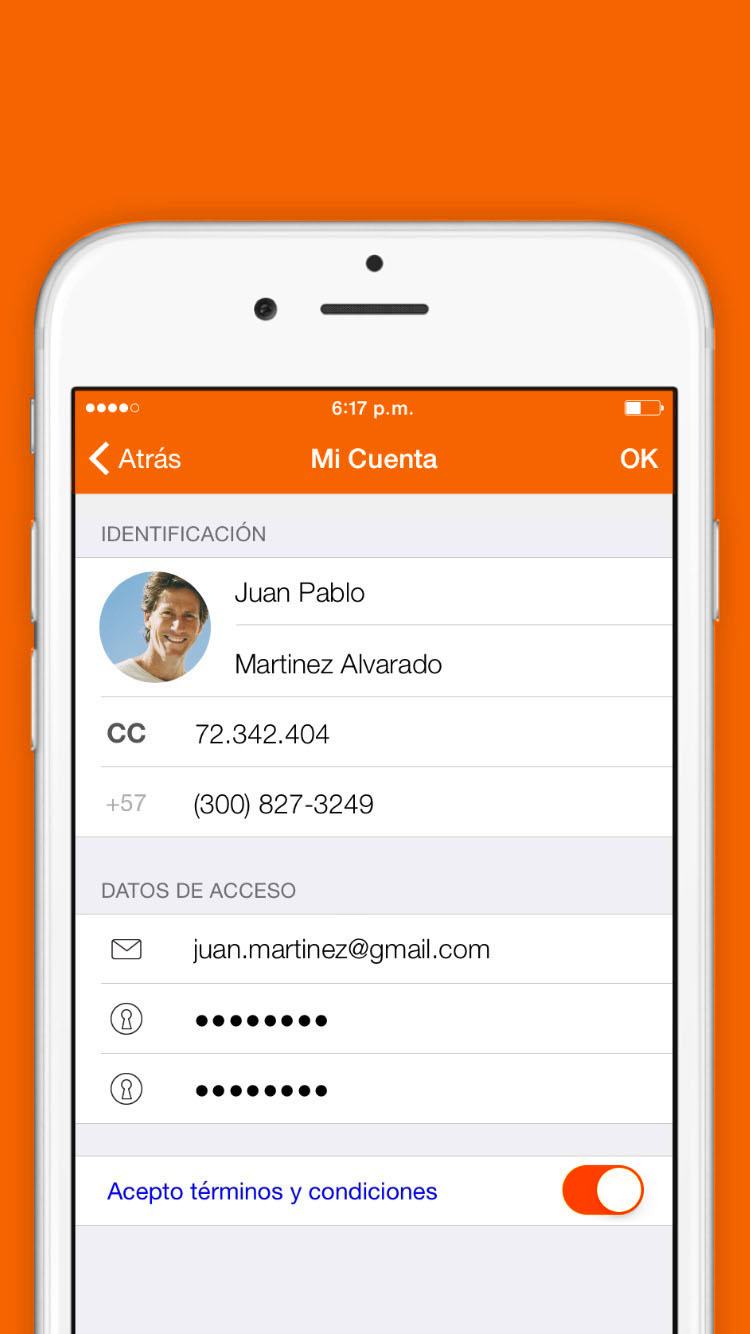 6:17 p.m.
Atrás
Mi Cuenta
OK
IDENTIFICACIÓN
Juan Pablo
Martinez Alvarado
CC 72.342.404
+57 (300) 827-3249
DATOS DE ACCESO
juan.martinez@gmail.com
••••••••
••••••••
Acepto términos y condiciones